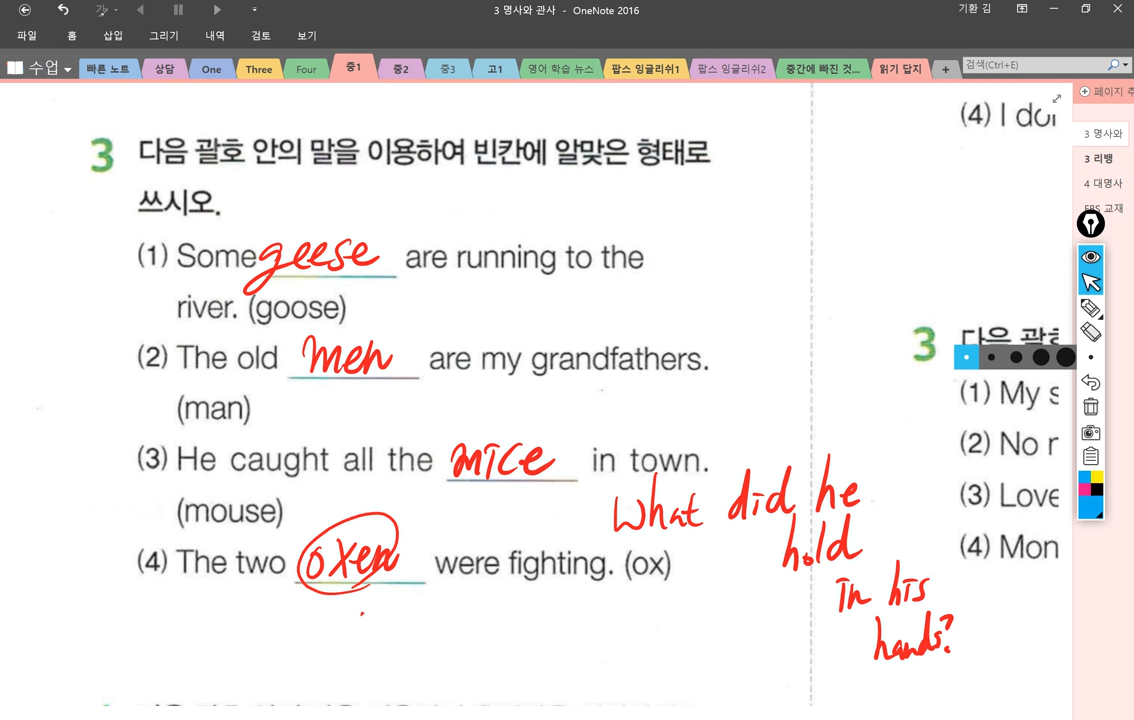 3 명사와 관사 - OneNote 2016
기환 김
파일 홈 삽입 그리기 내역 검토 보기
수업 빠른 노트 상담 One Three Four 중1 중2 중3 고1 영어 학습 뉴스 팝스 잉글리쉬1 팝스 잉글리쉬2 중간에 빠진 것... 읽기 답지 + 검색(Ctrl+E)
페이지 추
3 명사와
3 리뱅
4 대명사
EBS 교재
3 다음 괄호 안의 말을 이용하여 빈칸에 알맞은 형태로
쓰시오.
(1) Some geese are running to the
river. (goose)
(2) The old men are my grandfathers.
(man)
(3) He caught all the mice in town.
(mouse)
(4) The two oxen were fighting. (ox)
What did he
hold
in his
hands?
(4) I don
3 다음 괄호
(1) My s
(2) No r
(3) Love
(4) Mon